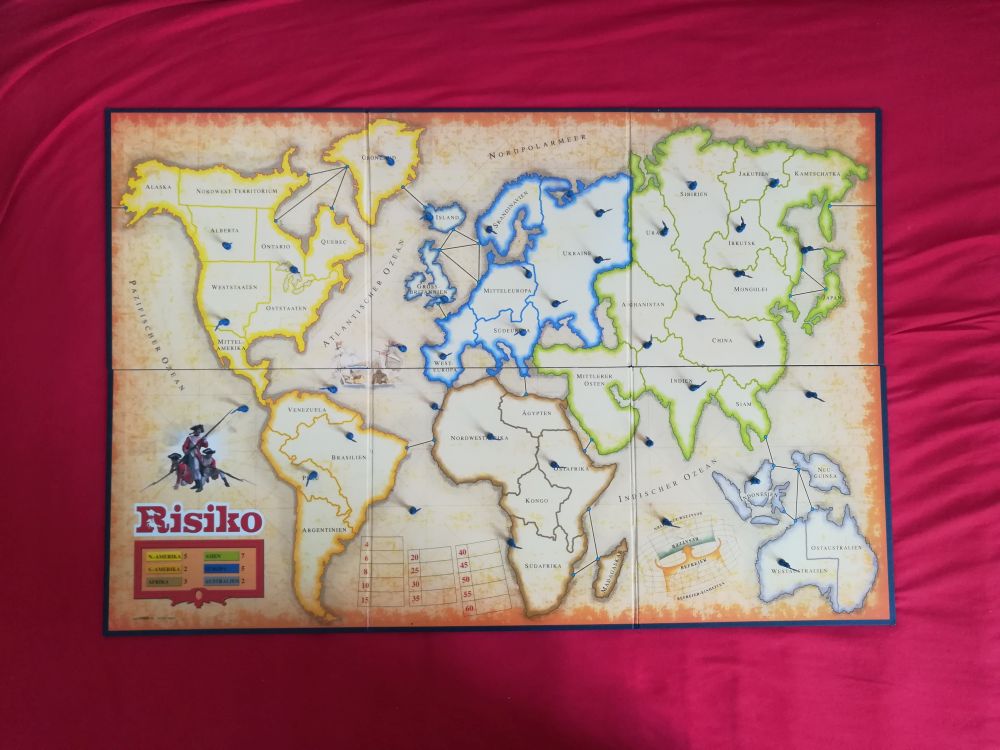 NORDPOLARMEER
ALASKA
NORDWEST-TERRITORIUM
GRÖNLAND
ALBERTA
ONTARIO
QUEBEC
WESTSTAATEN
OSTSTAATEN
MITTEL-
AMERIKA
ISLAND
SKANDINAVIEN
GROSS-
BRITANNIEN
MITTELEUROPA
UKRAINE
SÜDEUROPA
WEST-
EUROPA
SIBIRIEN
JAKUTIEN
KAMTSCHATKA
URAL
IRKUTSK
MONGOLEI
JAPAN
AFGHANISTAN
CHINA
MITTLERER
OSTEN
INDIEN
SIAM
PAZIFISCHER OZEAN
ATLANTISCHER OZEAN
INDISCHER OZEAN
VENEZUELA
BRASILIEN
PERU
ARGENTINIEN
NORDWESTAFRIKA
ÄGYPTEN
OSTAFRIKA
KONGO
SÜDAFRIKA
MADAGASKAR
INDONESIEN
NEU-
GUINEA
WESTAUSTRALIEN
OSTAUSTRALIEN
Risiko
N-AMERIKA 5 ASIEN 7
S-AMERIKA 2 EUROPA 5
AFRIKA 3 AUSTRALIEN 2
4
6
8
10
15
20
25
30
35
40
45
50
55
60
BESETZEN
BEFREIEN